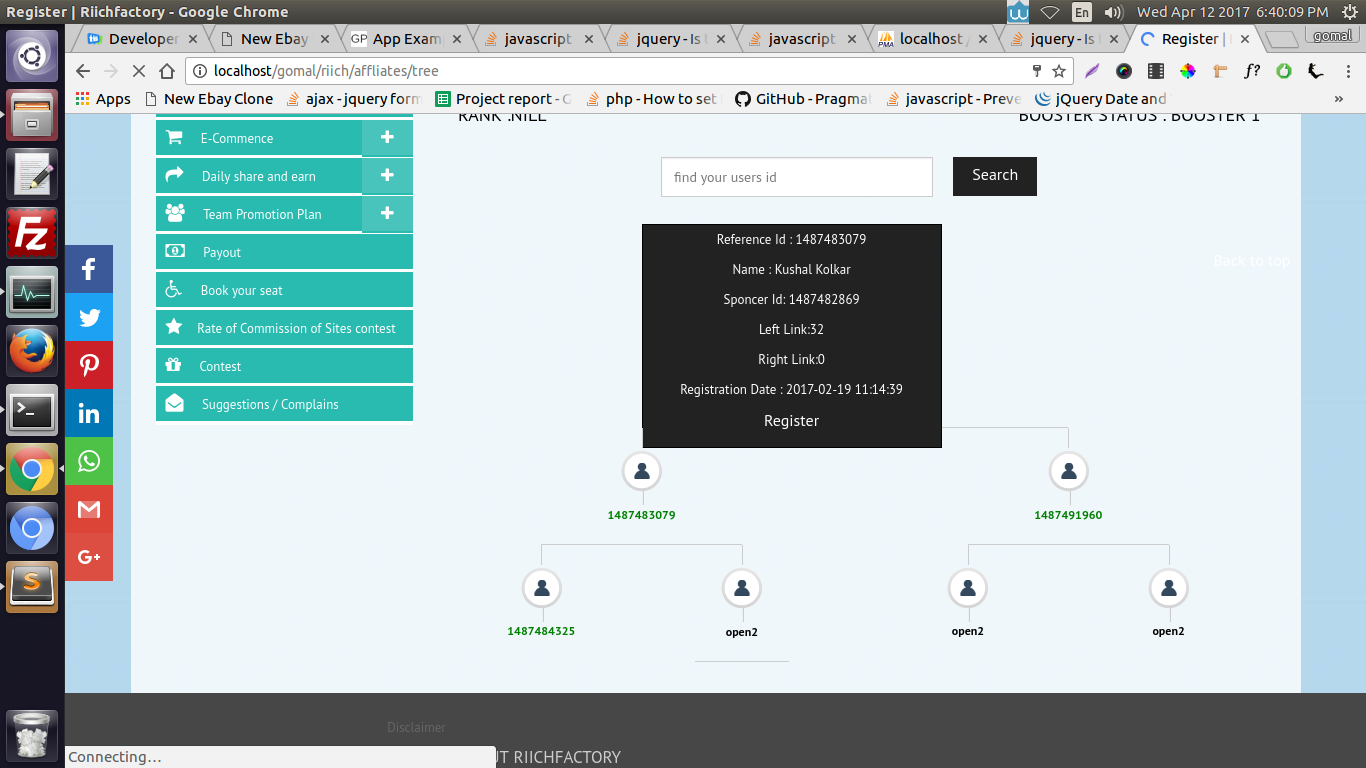 Register | Riichfactory - Google Chrome
En
Wed Apr 12 2017 6:40:09 PM
Developer
New Ebay
GP App Exam
javascript
jquery - Is
javascript
localhost /
jquery - Is
Register |
gomal
localhost/gomal/riich/affliates/tree
f?
Apps
New Ebay Clone
ajax - jquery form
Project report - G
php - How to set
GitHub - Pragmat
javascript - Preve
jQuery Date and
»
RANK :NILL
BOOSTER STATUS : BOOSTER 1
E-Commence
Daily share and earn
Team Promotion Plan
Payout
Book your seat
Rate of Commission of Sites contest
Contest
Suggestions / Complains
find your users id
Search
Reference Id : 1487483079
Name : Kushal Kolkar
Sponcer Id: 1487482869
Left Link:32
Right Link:0
Registration Date : 2017-02-19 11:14:39
Register
Back to top
1487483079
1487491960
1487484325
open2
open2
open2
Disclaimer
UT RIICHFACTORY
Connecting...